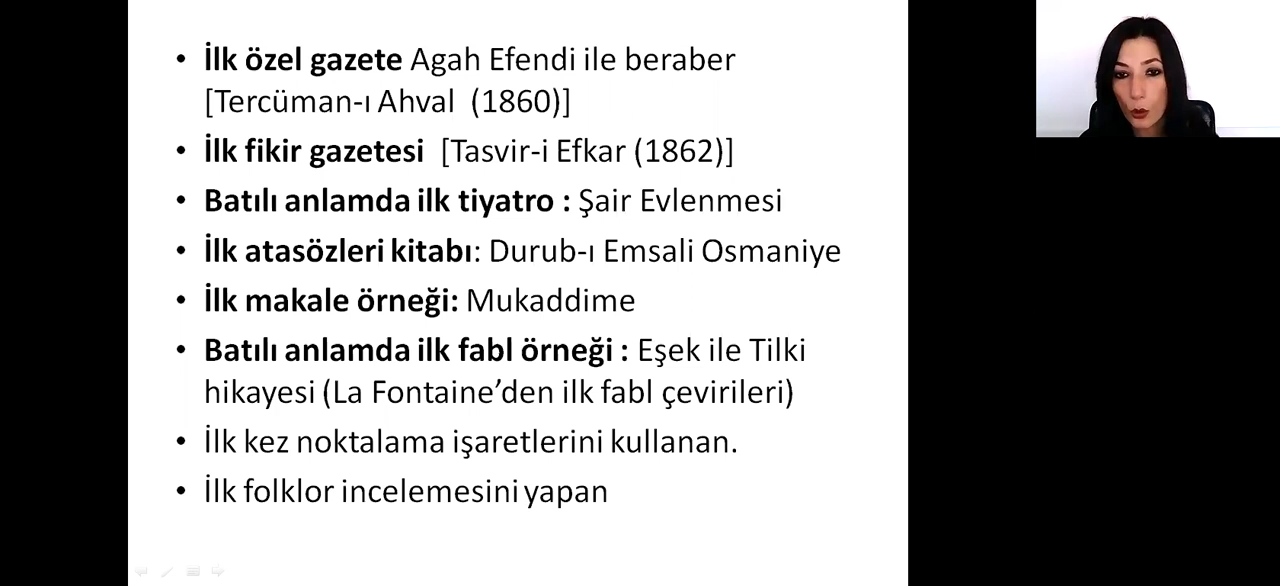 • İlk özel gazete Agah Efendi ile beraber
[Tercüman-ı Ahval (1860)]
• İlk fikir gazetesi [Tasvir-i Efkar (1862)]
• Batılı anlamda ilk tiyatro : Şair Evlenmesi
• İlk atasözleri kitabı: Durub-ı Emsali Osmaniye
• İlk makale örneği: Mukaddime
• Batılı anlamda ilk fabl örneği : Eşek ile Tilki
hikayesi (La Fontaine’den ilk fabl çevirileri)
• İlk kez noktalama işaretlerini kullanan.
• İlk folklor incelemesini yapan